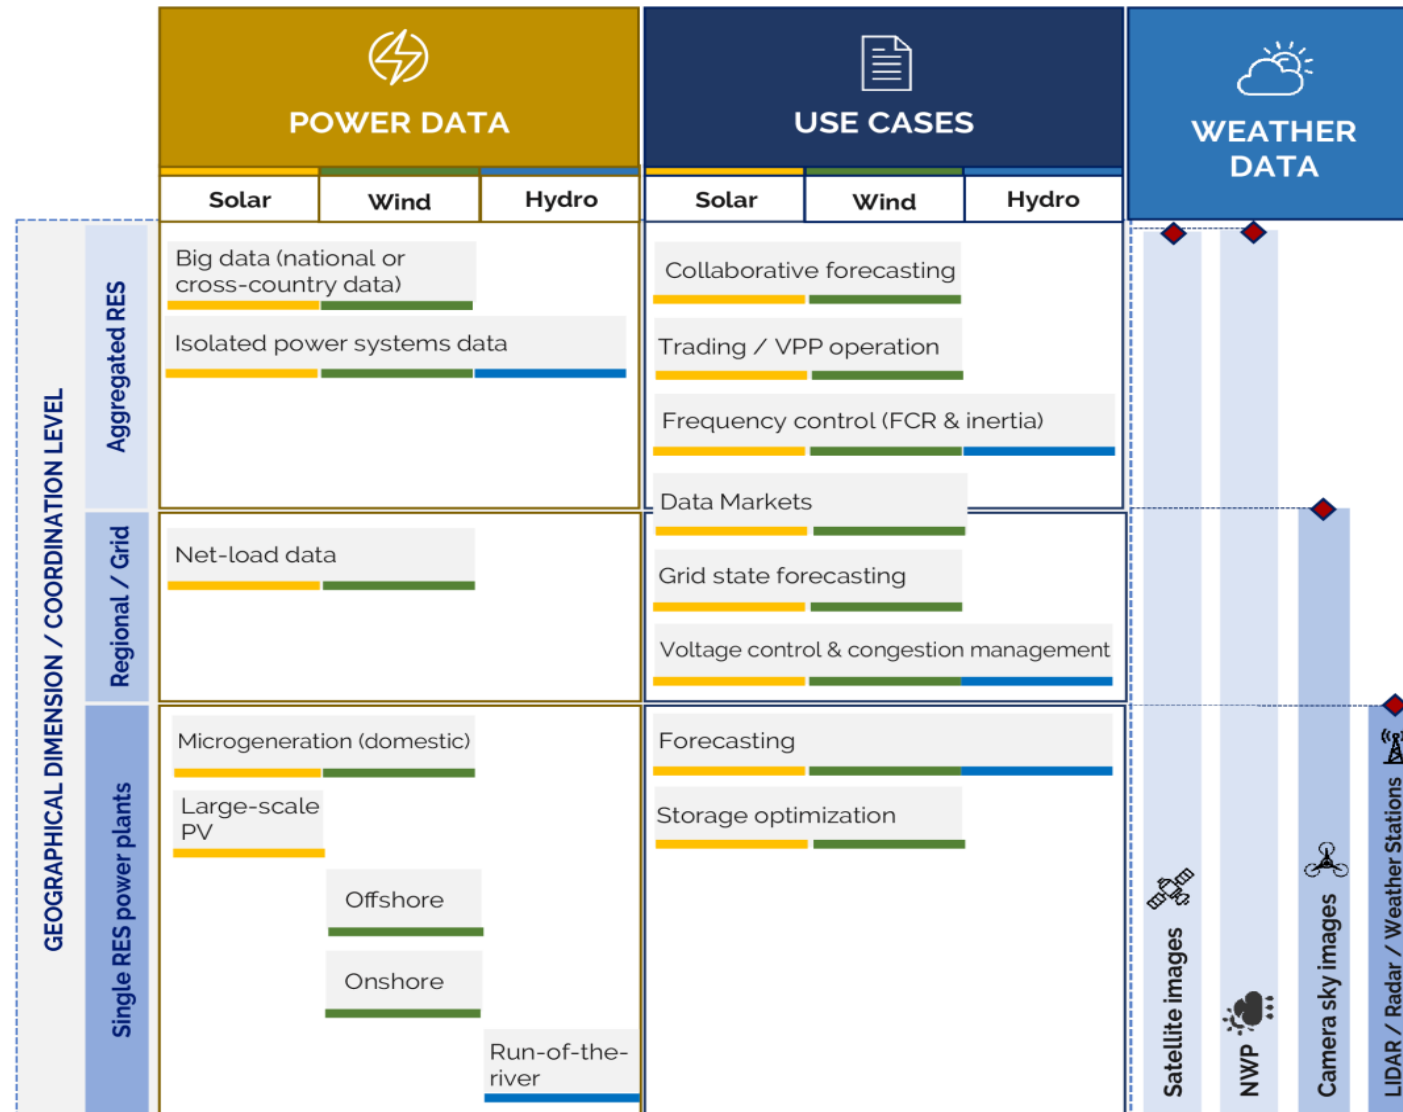 POWER DATA
USE CASES
WEATHER
DATA
Solar
Wind
Hydro
Solar
Wind
Hydro
GEOGRAPHICAL DIMENSION / COORDINATION LEVEL
Aggregated RES
Big data (national or
cross-country data)
Isolated power systems data
Collaborative forecasting
Trading / VPP operation
Frequency control (FCR & inertia)
Data Markets
Regional / Grid
Net-load data
Grid state forecasting
Voltage control & congestion management
Single RES power plants
Microgeneration (domestic)
Large-scale
PV
Offshore
Onshore
Run-of-the-
river
Forecasting
Storage optimization
Satellite images
NWP
Camera sky images
LIDAR / Radar / Weather Stations